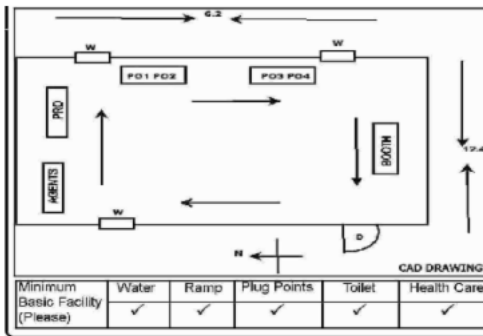 6.2
W
W
PO1 PO2
PO3 PO4
PRO
AGENTS
BOOTH
12.4
W
D
N
CAD DRAWING
Minimum Basic Facility (Please)
Water
Ramp
Plug Points
Toilet
Health Care
✓
✓
✓
✓
✓